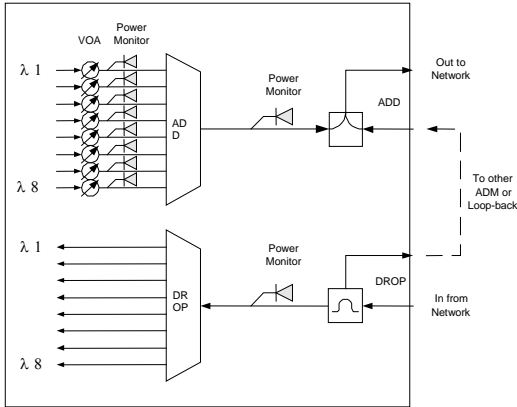 VOA
Power
Monitor
λ 1
λ 8
AD
D
Power
Monitor
Out to
Network
ADD
To other
ADM or
Loop-back
λ 1
λ 8
DR
OP
Power
Monitor
DROP
In from
Network